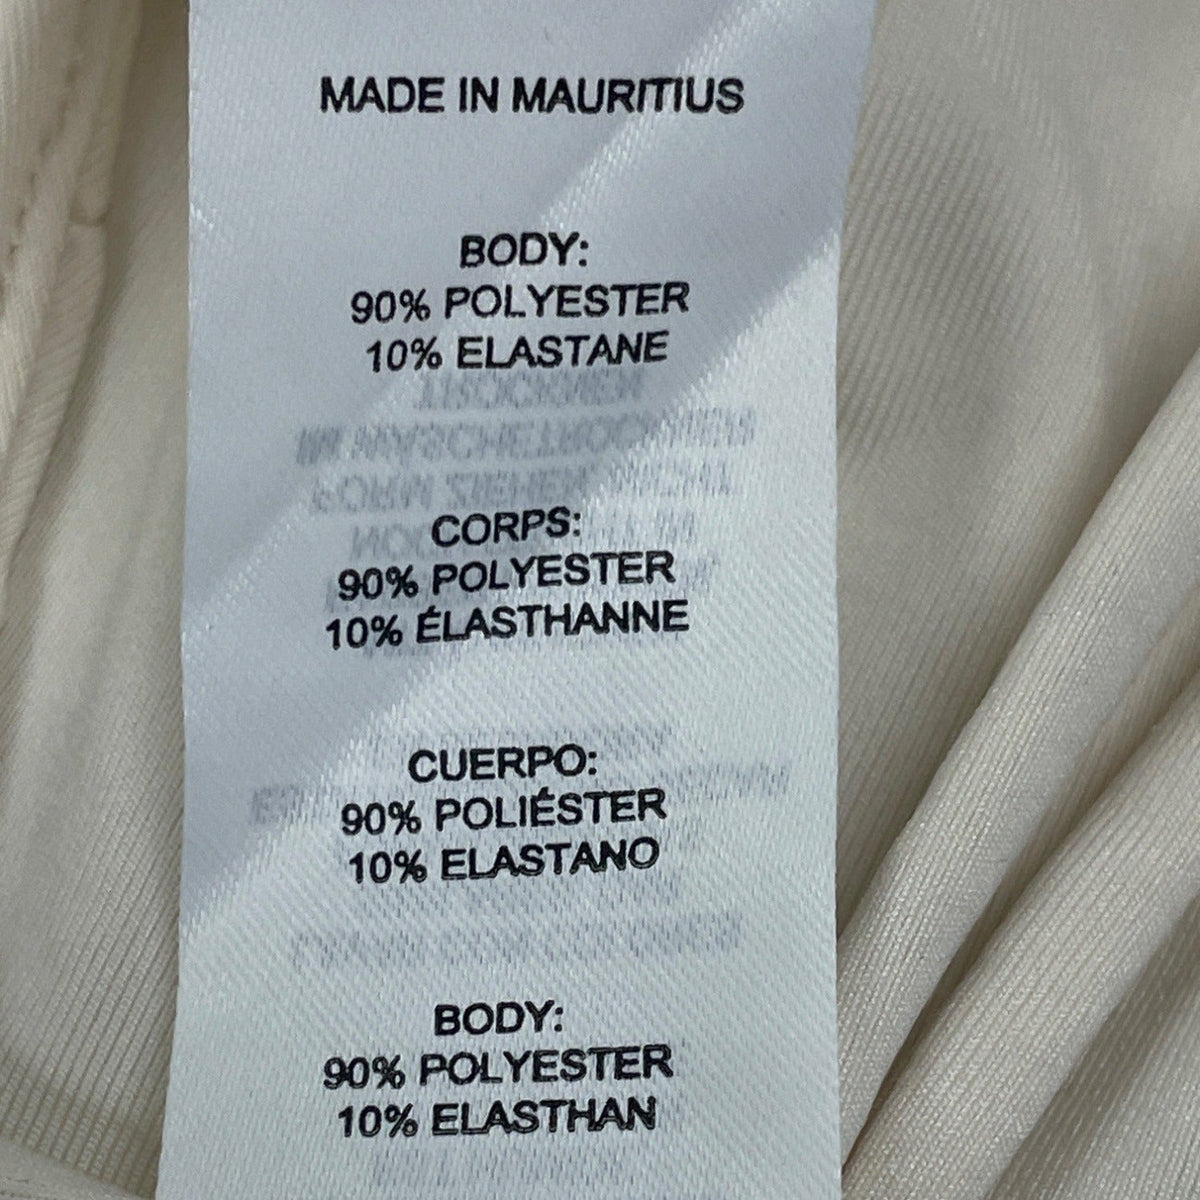 MADE IN MAURITIUS
BODY:
90% POLYESTER
10% ELASTANE
CORPS:
90% POLYESTER
10% ÉLASTHANNE
CUERPO:
90% POLIÉSTER
10% ELASTANO
BODY:
90% POLYESTER
10% ELASTHAN